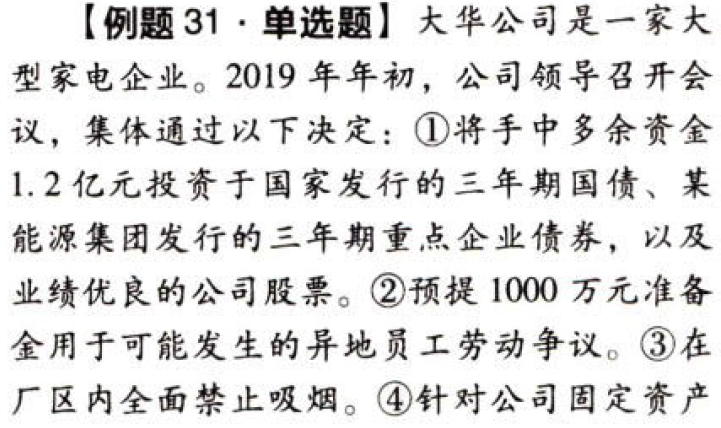 【例题 31 · 单选题】 大华公司是一家大
型家电企业。2019 年年初，公司领导召开会
议，集体通过以下决定：①将手中多余资金
1.2 亿元投资于国家发行的三年期国债、某
能源集团发行的三年期重点企业债券，以及
业绩优良的公司股票。②预提 1000 万元准备
金用于可能发生的异地员工劳动争议。③在
厂区内全面禁止吸烟。④针对公司固定资产